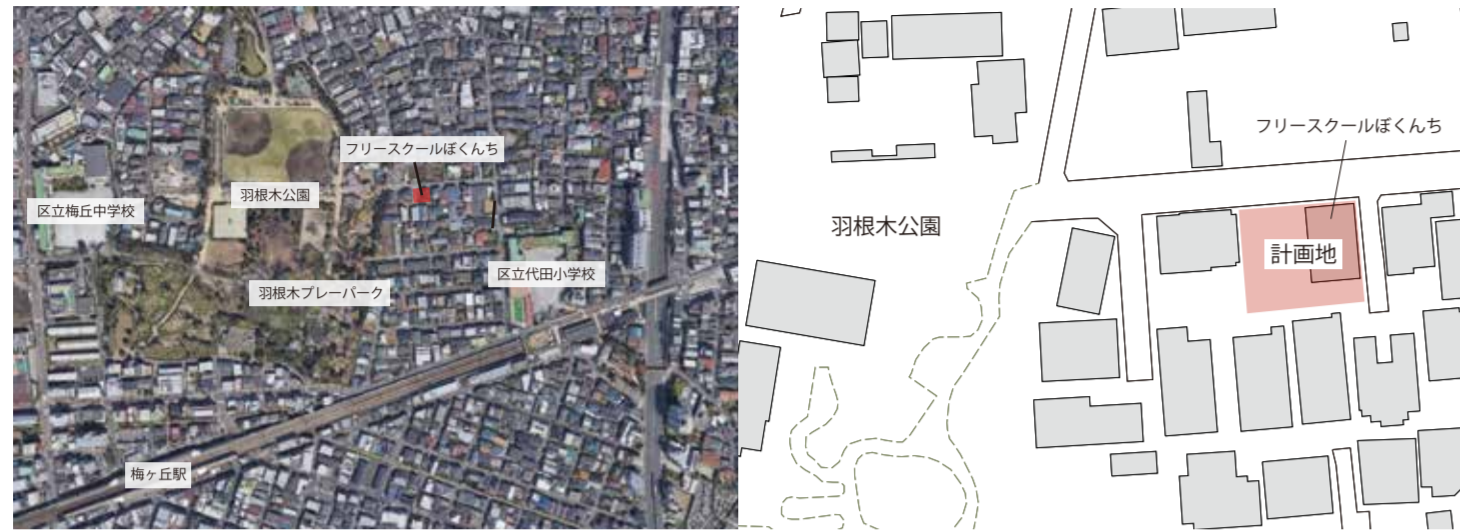 フリースクールぼくんち
羽根木公園
区立梅丘中学校
区立代田小学校
羽根木プレーパーク
梅ヶ丘駅
フリースクールぼくんち
羽根木公園
計画地